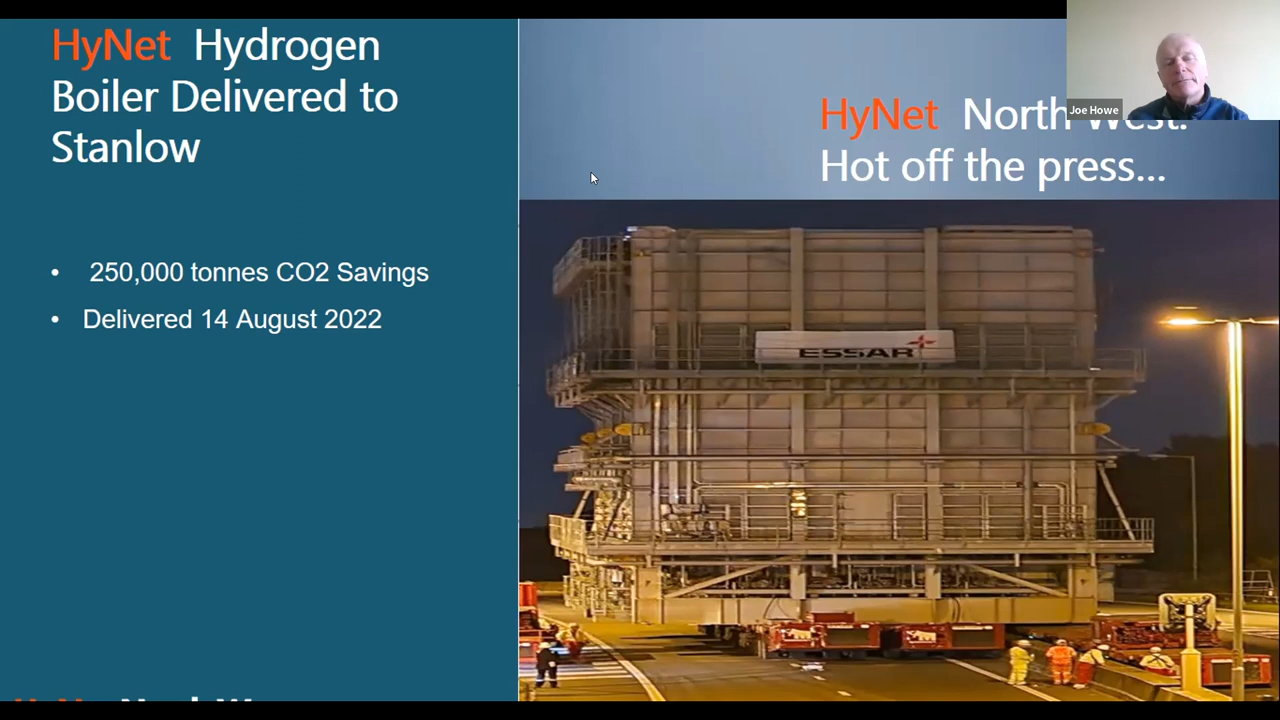 HyNet Hydrogen
Boiler Delivered to
Stanlow
• 250,000 tonnes CO2 Savings
• Delivered 14 August 2022
HyNet North West:
Hot off the press...
Joe Howe
ESSAR